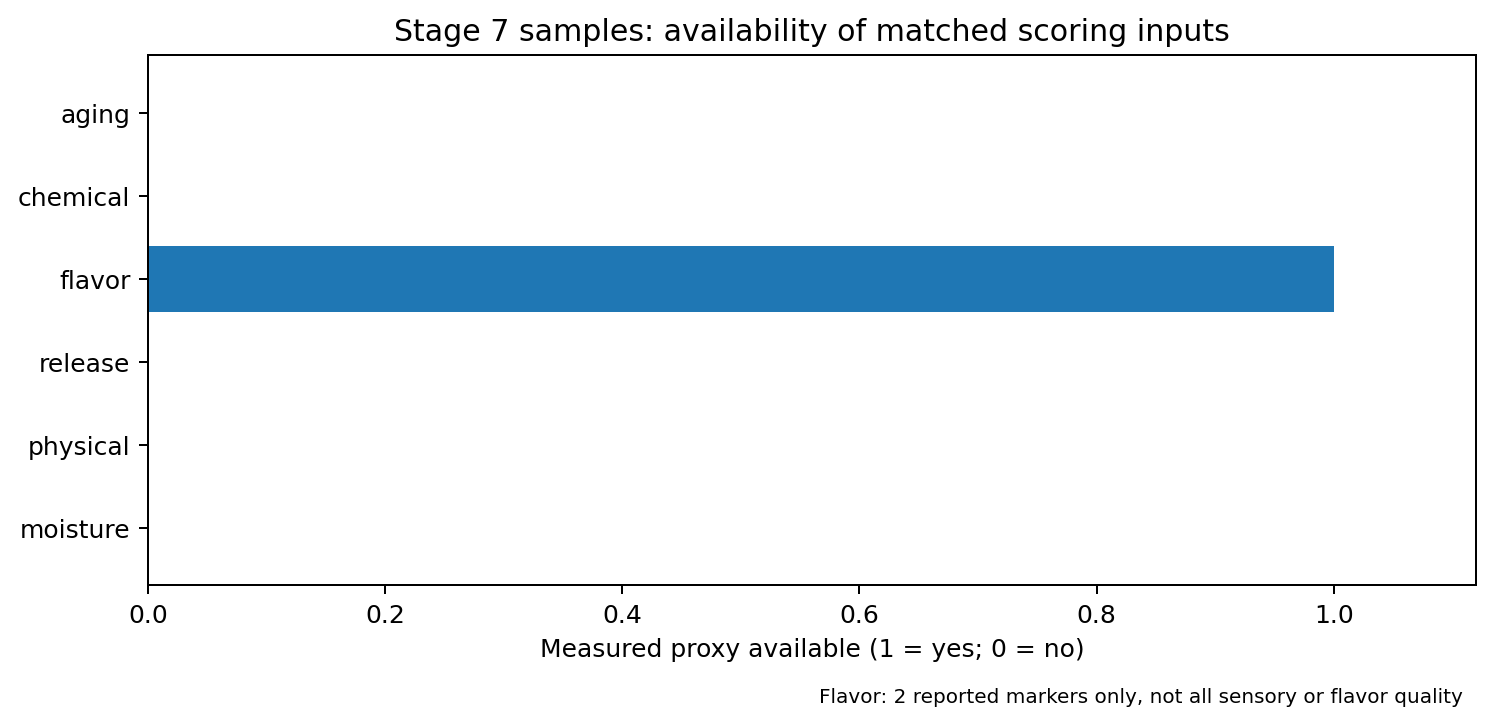 Stage 7 samples: availability of matched scoring inputs
aging
chemical
flavor
release
physical
moisture
0.0 0.2 0.4 0.6 0.8 1.0
Measured proxy available (1 = yes; 0 = no)
Flavor: 2 reported markers only, not all sensory or flavor quality